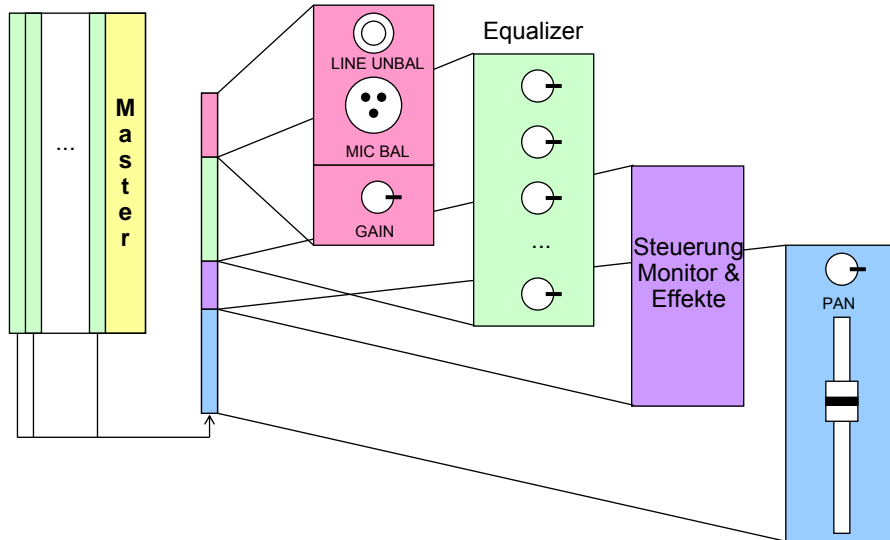 Master
...
LINE UNBAL
MIC BAL
GAIN
Equalizer
...
Steuerung
Monitor &
Effekte
PAN